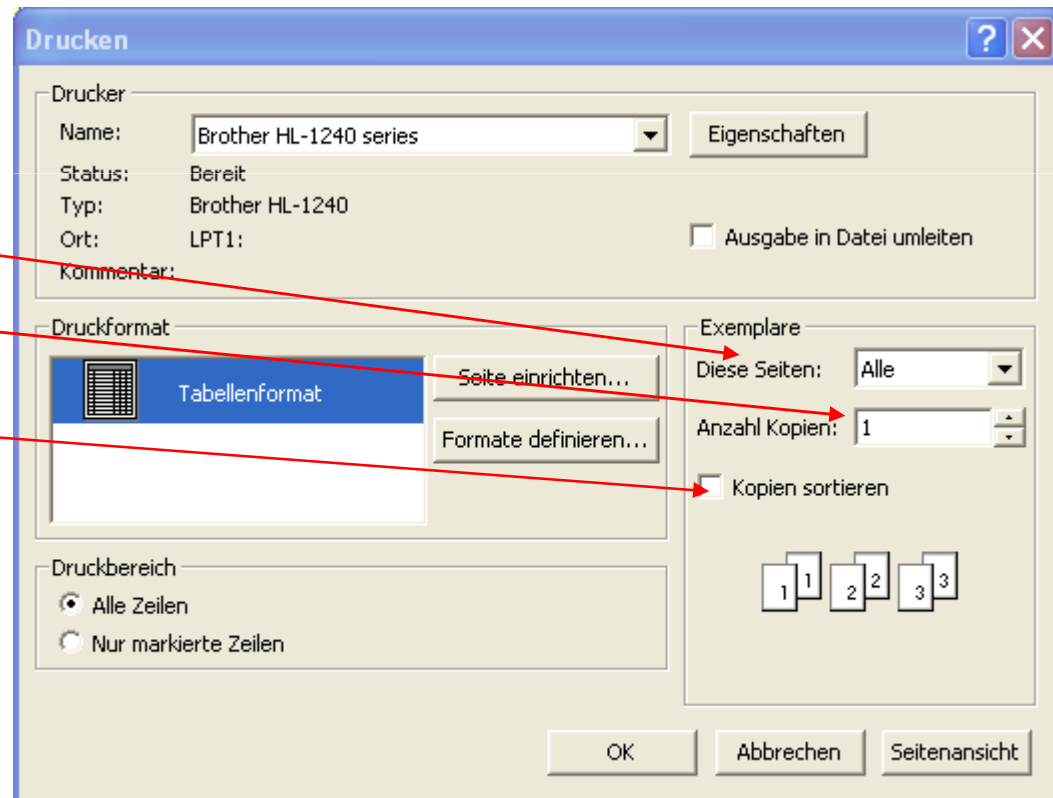 Drucken
Drucker
Name: Brother HL-1240 series Eigenschaften
Status: Bereit
Typ: Brother HL-1240
Ort: LPT1: Ausgabe in Datei umleiten
Kommentar:
Druckformat
Tabellenformat
Seite einrichten...
Formate definieren...
Exemplare
Diese Seiten: Alle
Anzahl Kopien: 1
Kopien sortieren
1 1 2 2 3 3
Druckbereich
Alle Zeilen
Nur markierte Zeilen
OK Abbrechen Seitenansicht